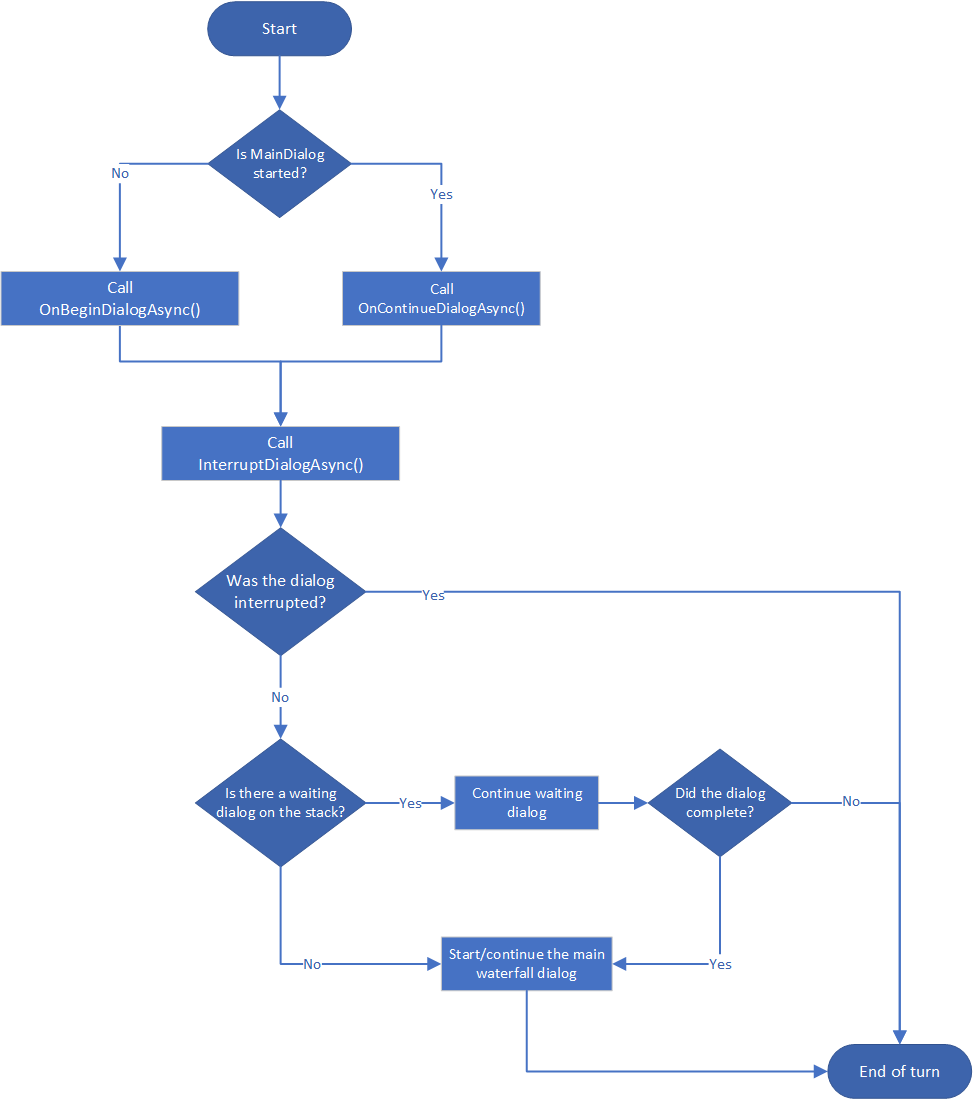 Start
Is MainDialog
started?
No
Yes
Call
OnBeginDialogAsync()
Call
OnContinueDialogAsync()
Call
InterruptDialogAsync()
Was the dialog
interrupted?
Yes
No
Is there a waiting
dialog on the stack?
Yes
Continue waiting
dialog
Did the dialog
complete?
No
No
Start/continue the main
waterfall dialog
Yes
End of turn